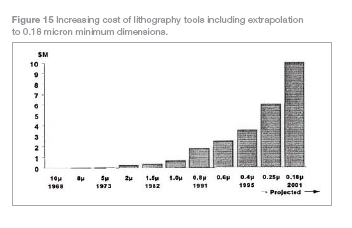 Figure 15 Increasing cost of lithography tools including extrapolation
to 0.18 micron minimum dimensions.
$M
10
9
8
7
6
5
4
3
2
1
0
10µ 8µ 5µ 2µ 1.5µ 1.0µ 0.8µ 0.6µ 0.4µ 0.25µ 0.18µ
1968 1973 1982 1991 1995 2001
Projected